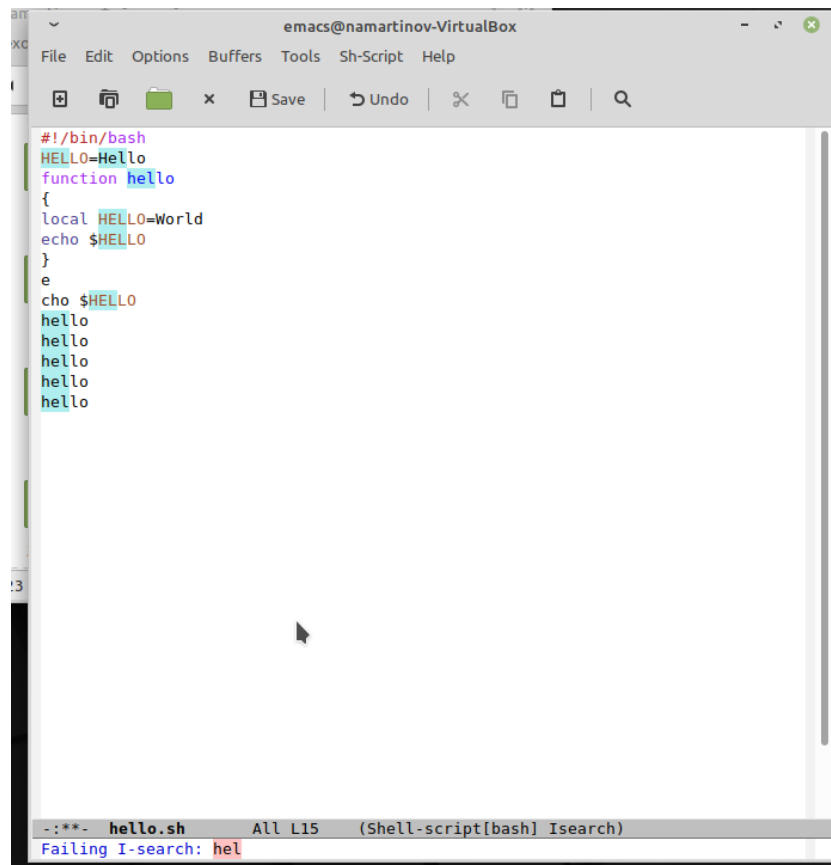 emacs@namartinov-VirtualBox
File Edit Options Buffers Tools Sh-Script Help
Save Undo
#!/bin/bash
HELLO=Hello
function hello
{
local HELLO=World
echo $HELLO
}
e
cho $HELLO
hello
hello
hello
hello
hello
-:**- hello.sh All L15 (Shell-script[bash] Isearch)
Failing I-search: hel